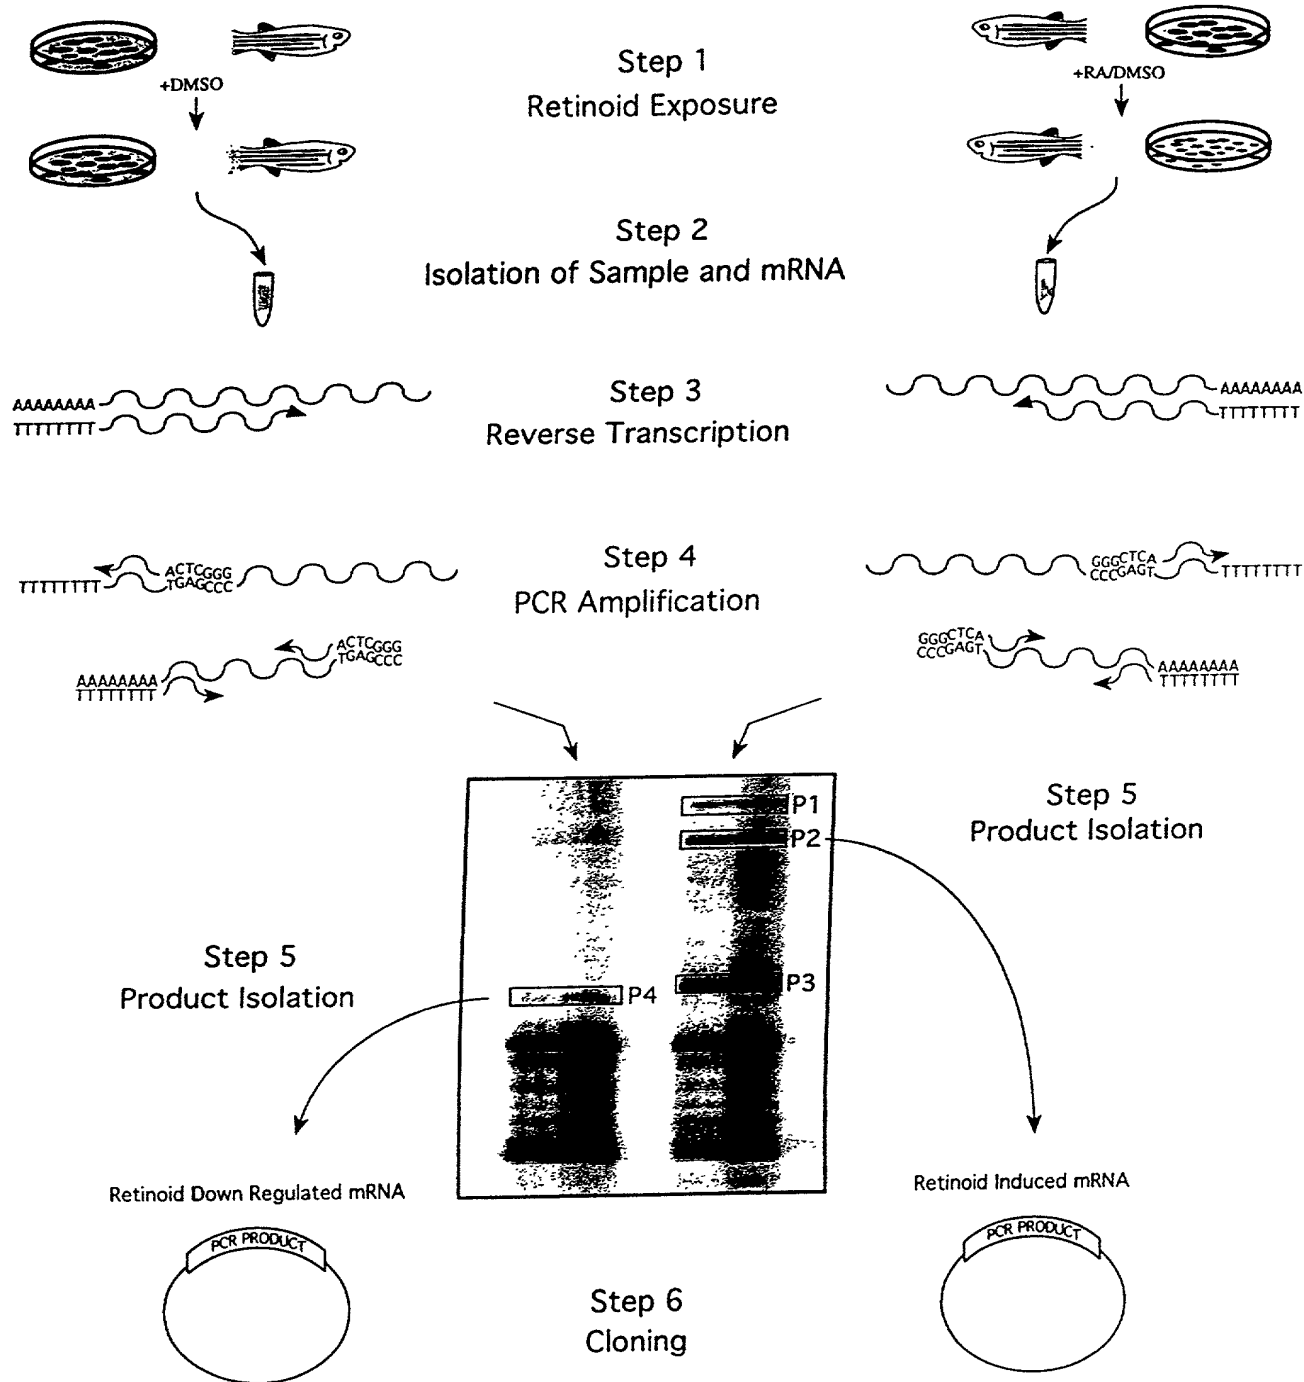 +DMSO
Step 1
Retinoid Exposure
+RA/DMSO
Step 2
Isolation of Sample and mRNA
AAAAAAAA
TTTTTTTT
Step 3
Reverse Transcription
AAAAAAAA
TTTTTTTT
TTTTTTTT
ACTCGGG
TGAGCCC
Step 4
PCR Amplification
GGGCTCA
CCCGAGT
TTTTTTTT
ACTCGGG
TGAGCCC
AAAAAAAA
TTTTTTTT
GGGCTCA
CCCGAGT
AAAAAAAA
TTTTTTTT
P1
P2
Step 5
Product Isolation
Step 5
Product Isolation
P4
P3
Retinoid Down Regulated mRNA
Retinoid Induced mRNA
PCR PRODUCT
PCR PRODUCT
Step 6
Cloning